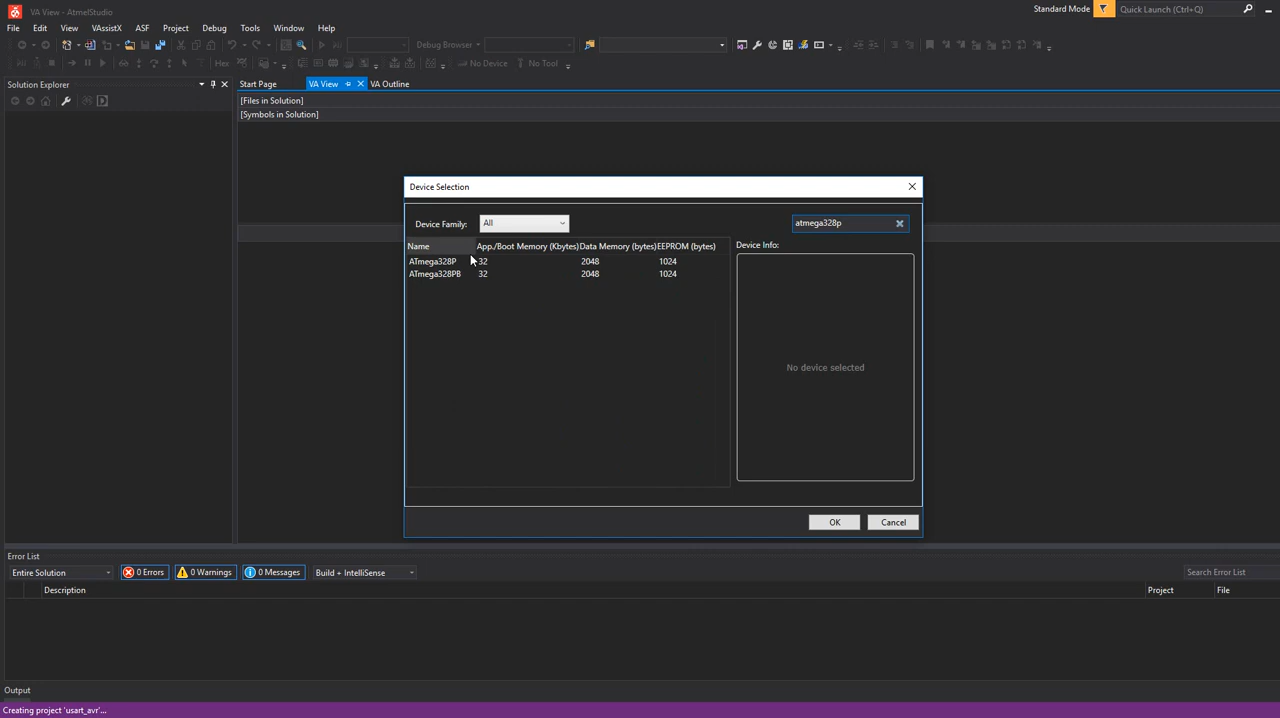 VA View - AtmelStudio
Standard Mode
Quick Launch (Ctrl+Q)
File Edit View VAssistX ASF Project Debug Tools Window Help
Debug Browser
Hex
No Device
No Tool
Solution Explorer
Start Page
VA View
VA Outline
[Files in Solution]
[Symbols in Solution]
Device Selection
Device Family: All
atmega328p
Name App./Boot Memory (Kbytes) Data Memory (bytes) EEPROM (bytes)
Device Info:
ATmega328P 32 2048 1024
ATmega328PB 32 2048 1024
No device selected
OK
Cancel
Error List
Entire Solution
0 Errors
0 Warnings
0 Messages
Build + IntelliSense
Search Error List
Description
Project
File
Output
Creating project 'usart_avr'...